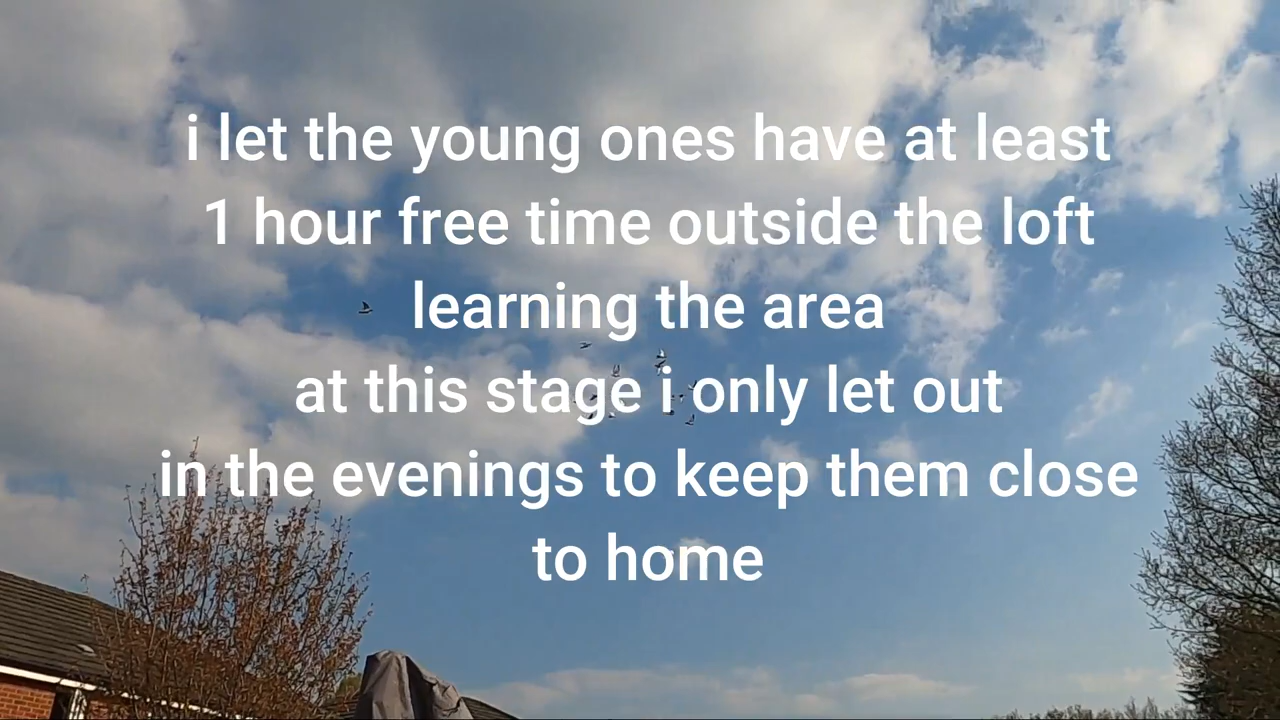 i let the young ones have at least
1 hour free time outside the loft
learning the area
at this stage i only let out
in the evenings to keep them close
to home